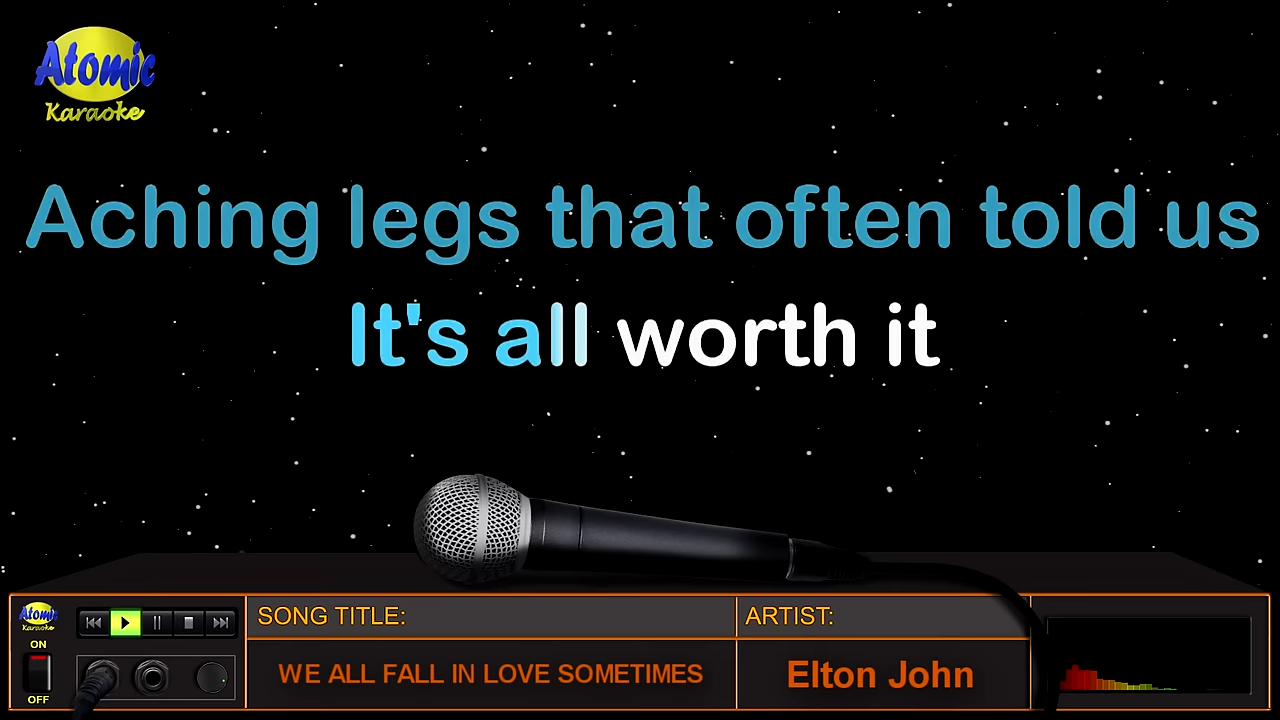 Atomic
Karaoke
Aching legs that often told us
It's all worth it
Atomic
Karaoke
ON
OFF
SONG TITLE:
ARTIST:
WE ALL FALL IN LOVE SOMETIMES
Elton John